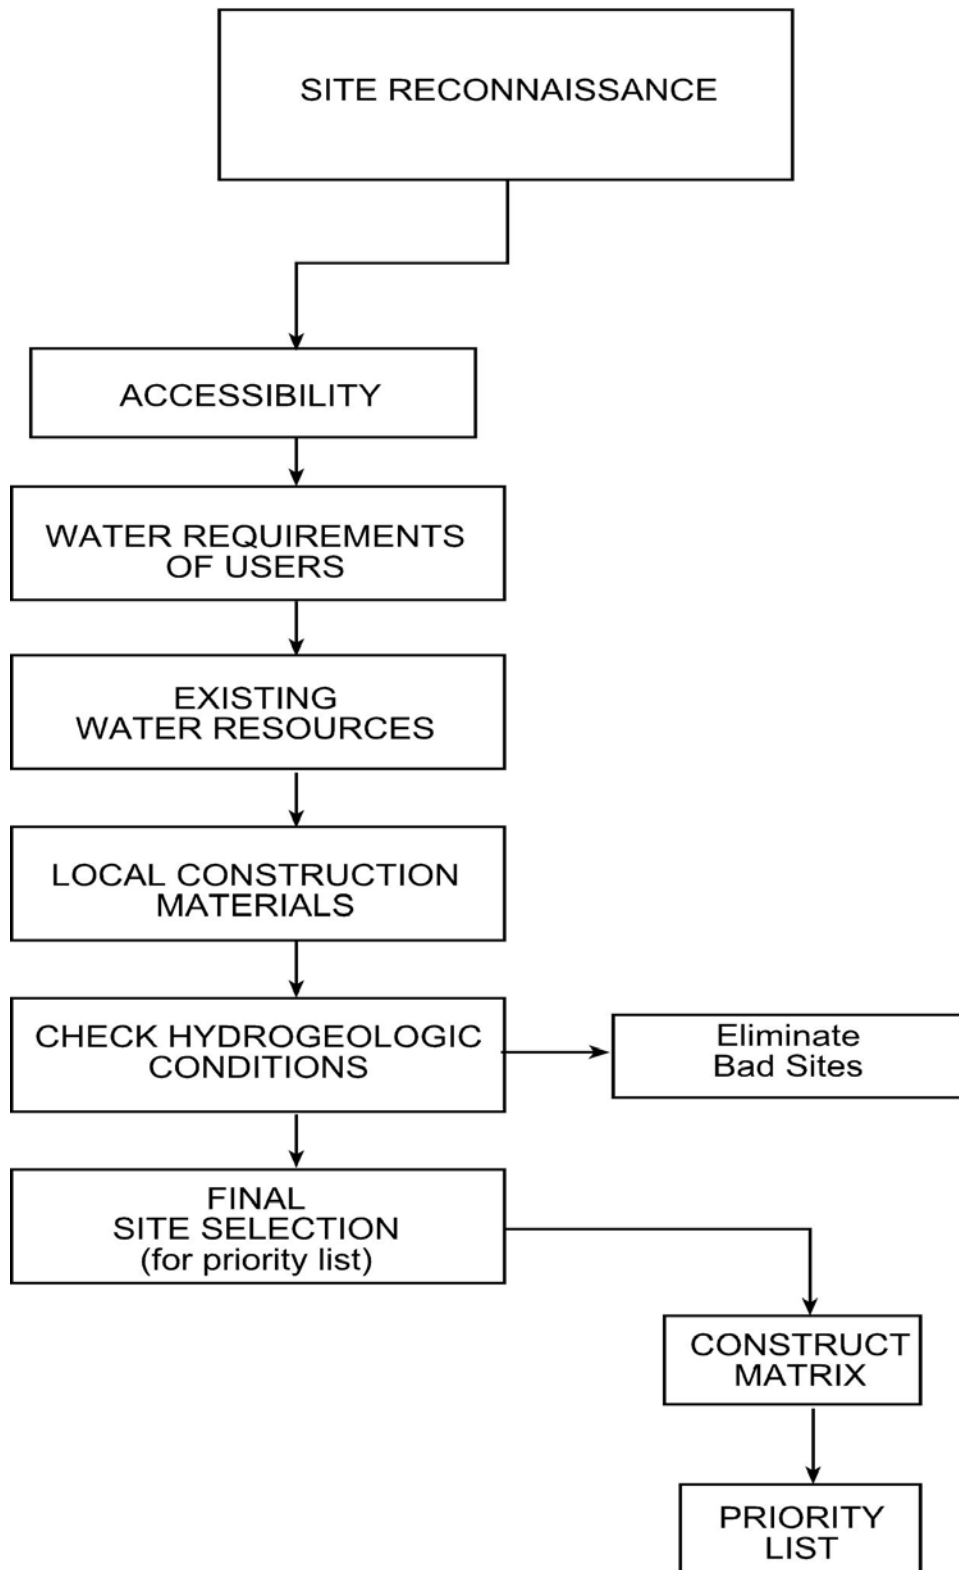 SITE RECONNAISSANCE
ACCESSIBILITY
WATER REQUIREMENTS
OF USERS
EXISTING
WATER RESOURCES
LOCAL CONSTRUCTION
MATERIALS
CHECK HYDROGEOLOGIC
CONDITIONS
Eliminate
Bad Sites
FINAL
SITE SELECTION
(for priority list)
CONSTRUCT
MATRIX
PRIORITY
LIST